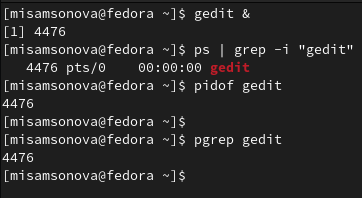 [misamsonova@fedora ~]$ gedit &
[1] 4476
[misamsonova@fedora ~]$ ps | grep -i "gedit"
   4476 pts/0    00:00:00 gedit
[misamsonova@fedora ~]$ pidof gedit
4476
[misamsonova@fedora ~]$
[misamsonova@fedora ~]$ pgrep gedit
4476
[misamsonova@fedora ~]$